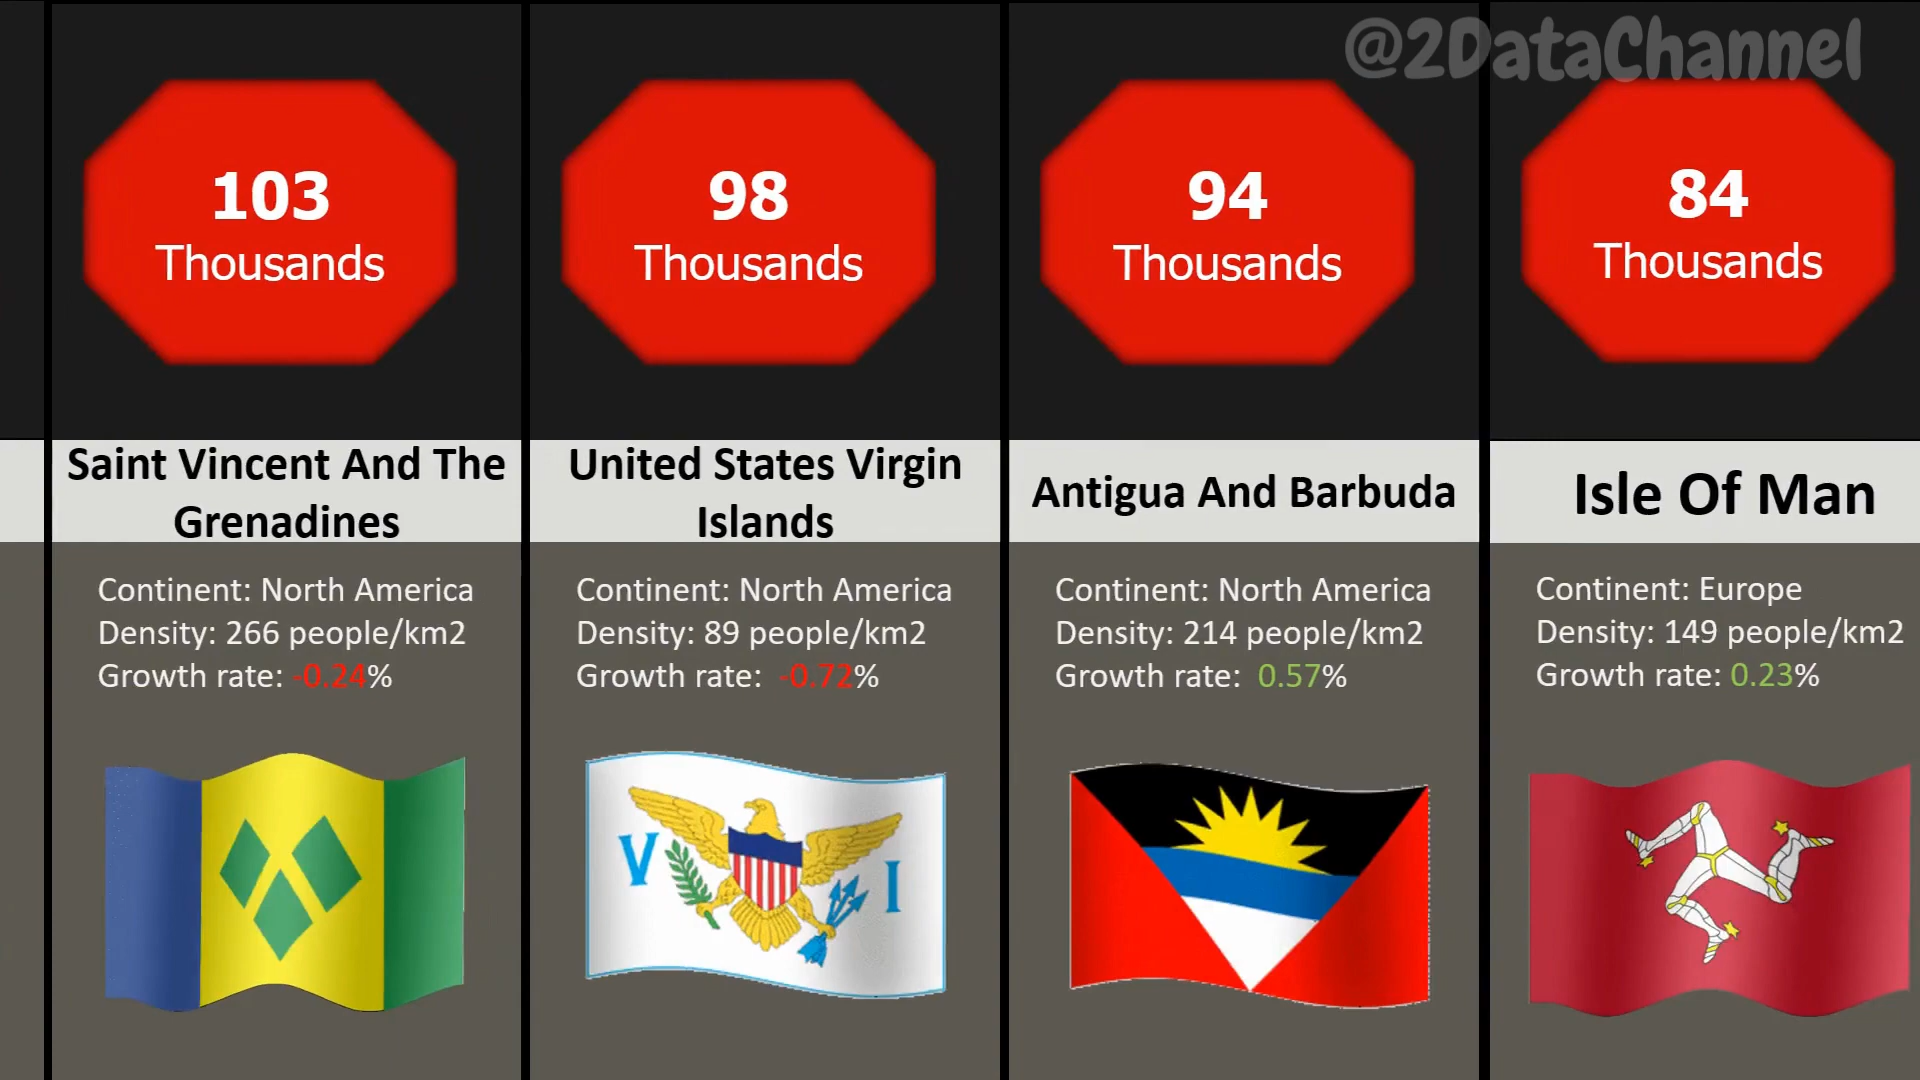 @2DataChannel
103
Thousands
Saint Vincent And The
Grenadines
Continent: North America
Density: 266 people/km2
Growth rate: -0.24%
98
Thousands
United States Virgin
Islands
Continent: North America
Density: 89 people/km2
Growth rate: -0.72%
V I
94
Thousands
Antigua And Barbuda
Continent: North America
Density: 214 people/km2
Growth rate: 0.57%
84
Thousands
Isle Of Man
Continent: Europe
Density: 149 people/km2
Growth rate: 0.23%